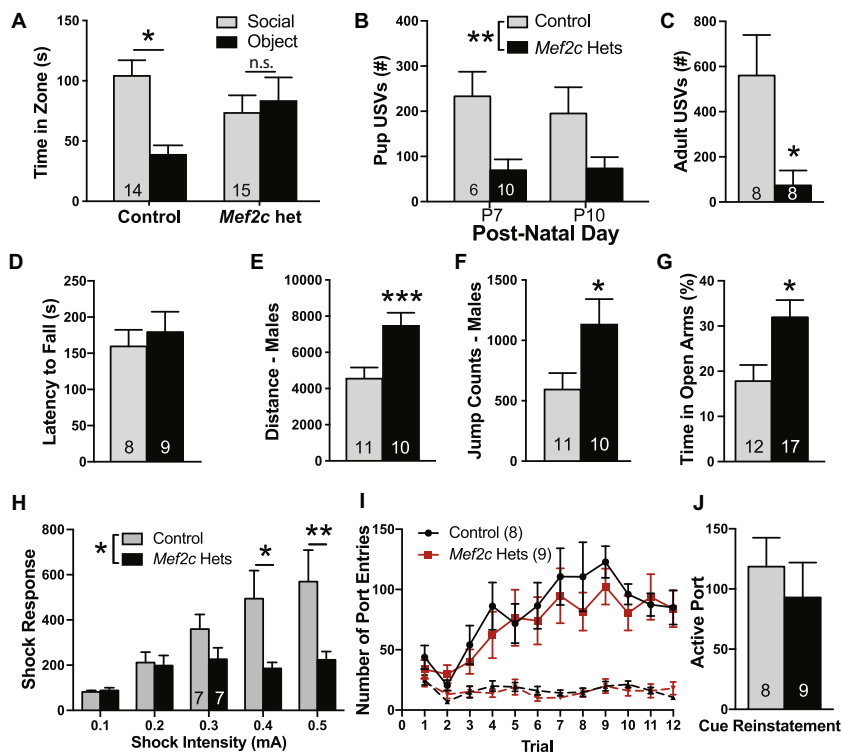 A
Time in Zone (s)
150
100
50
0
Social
Object
*
n.s.
14
15
Control
Mef2c het
B
Pup USVs (#)
400
300
200
100
0
**
Control
Mef2c Hets
6
10
P7
P10
Post-Natal Day
C
Adult USVs (#)
800
600
400
200
0
*
8
8
D
Latency to Fall (s)
250
200
150
100
50
0
8
9
E
Distance - Males
10000
8000
6000
4000
2000
0
***
11
10
F
Jump Counts - Males
1500
1000
500
0
*
11
10
G
Time in Open Arms (%)
40
30
20
10
0
*
12
17
H
Shock Response
800
600
400
200
0
*
Control
Mef2c Hets
*
**
7
7
0.1
0.2
0.3
0.4
0.5
Shock Intensity (mA)
I
Number of Port Entries
150
100
50
0
Control (8)
Mef2c Hets (9)
0 1 2 3 4 5 6 7 8 9 10 11 12
Trial
J
Active Port
150
100
50
0
8
9
Cue Reinstatement